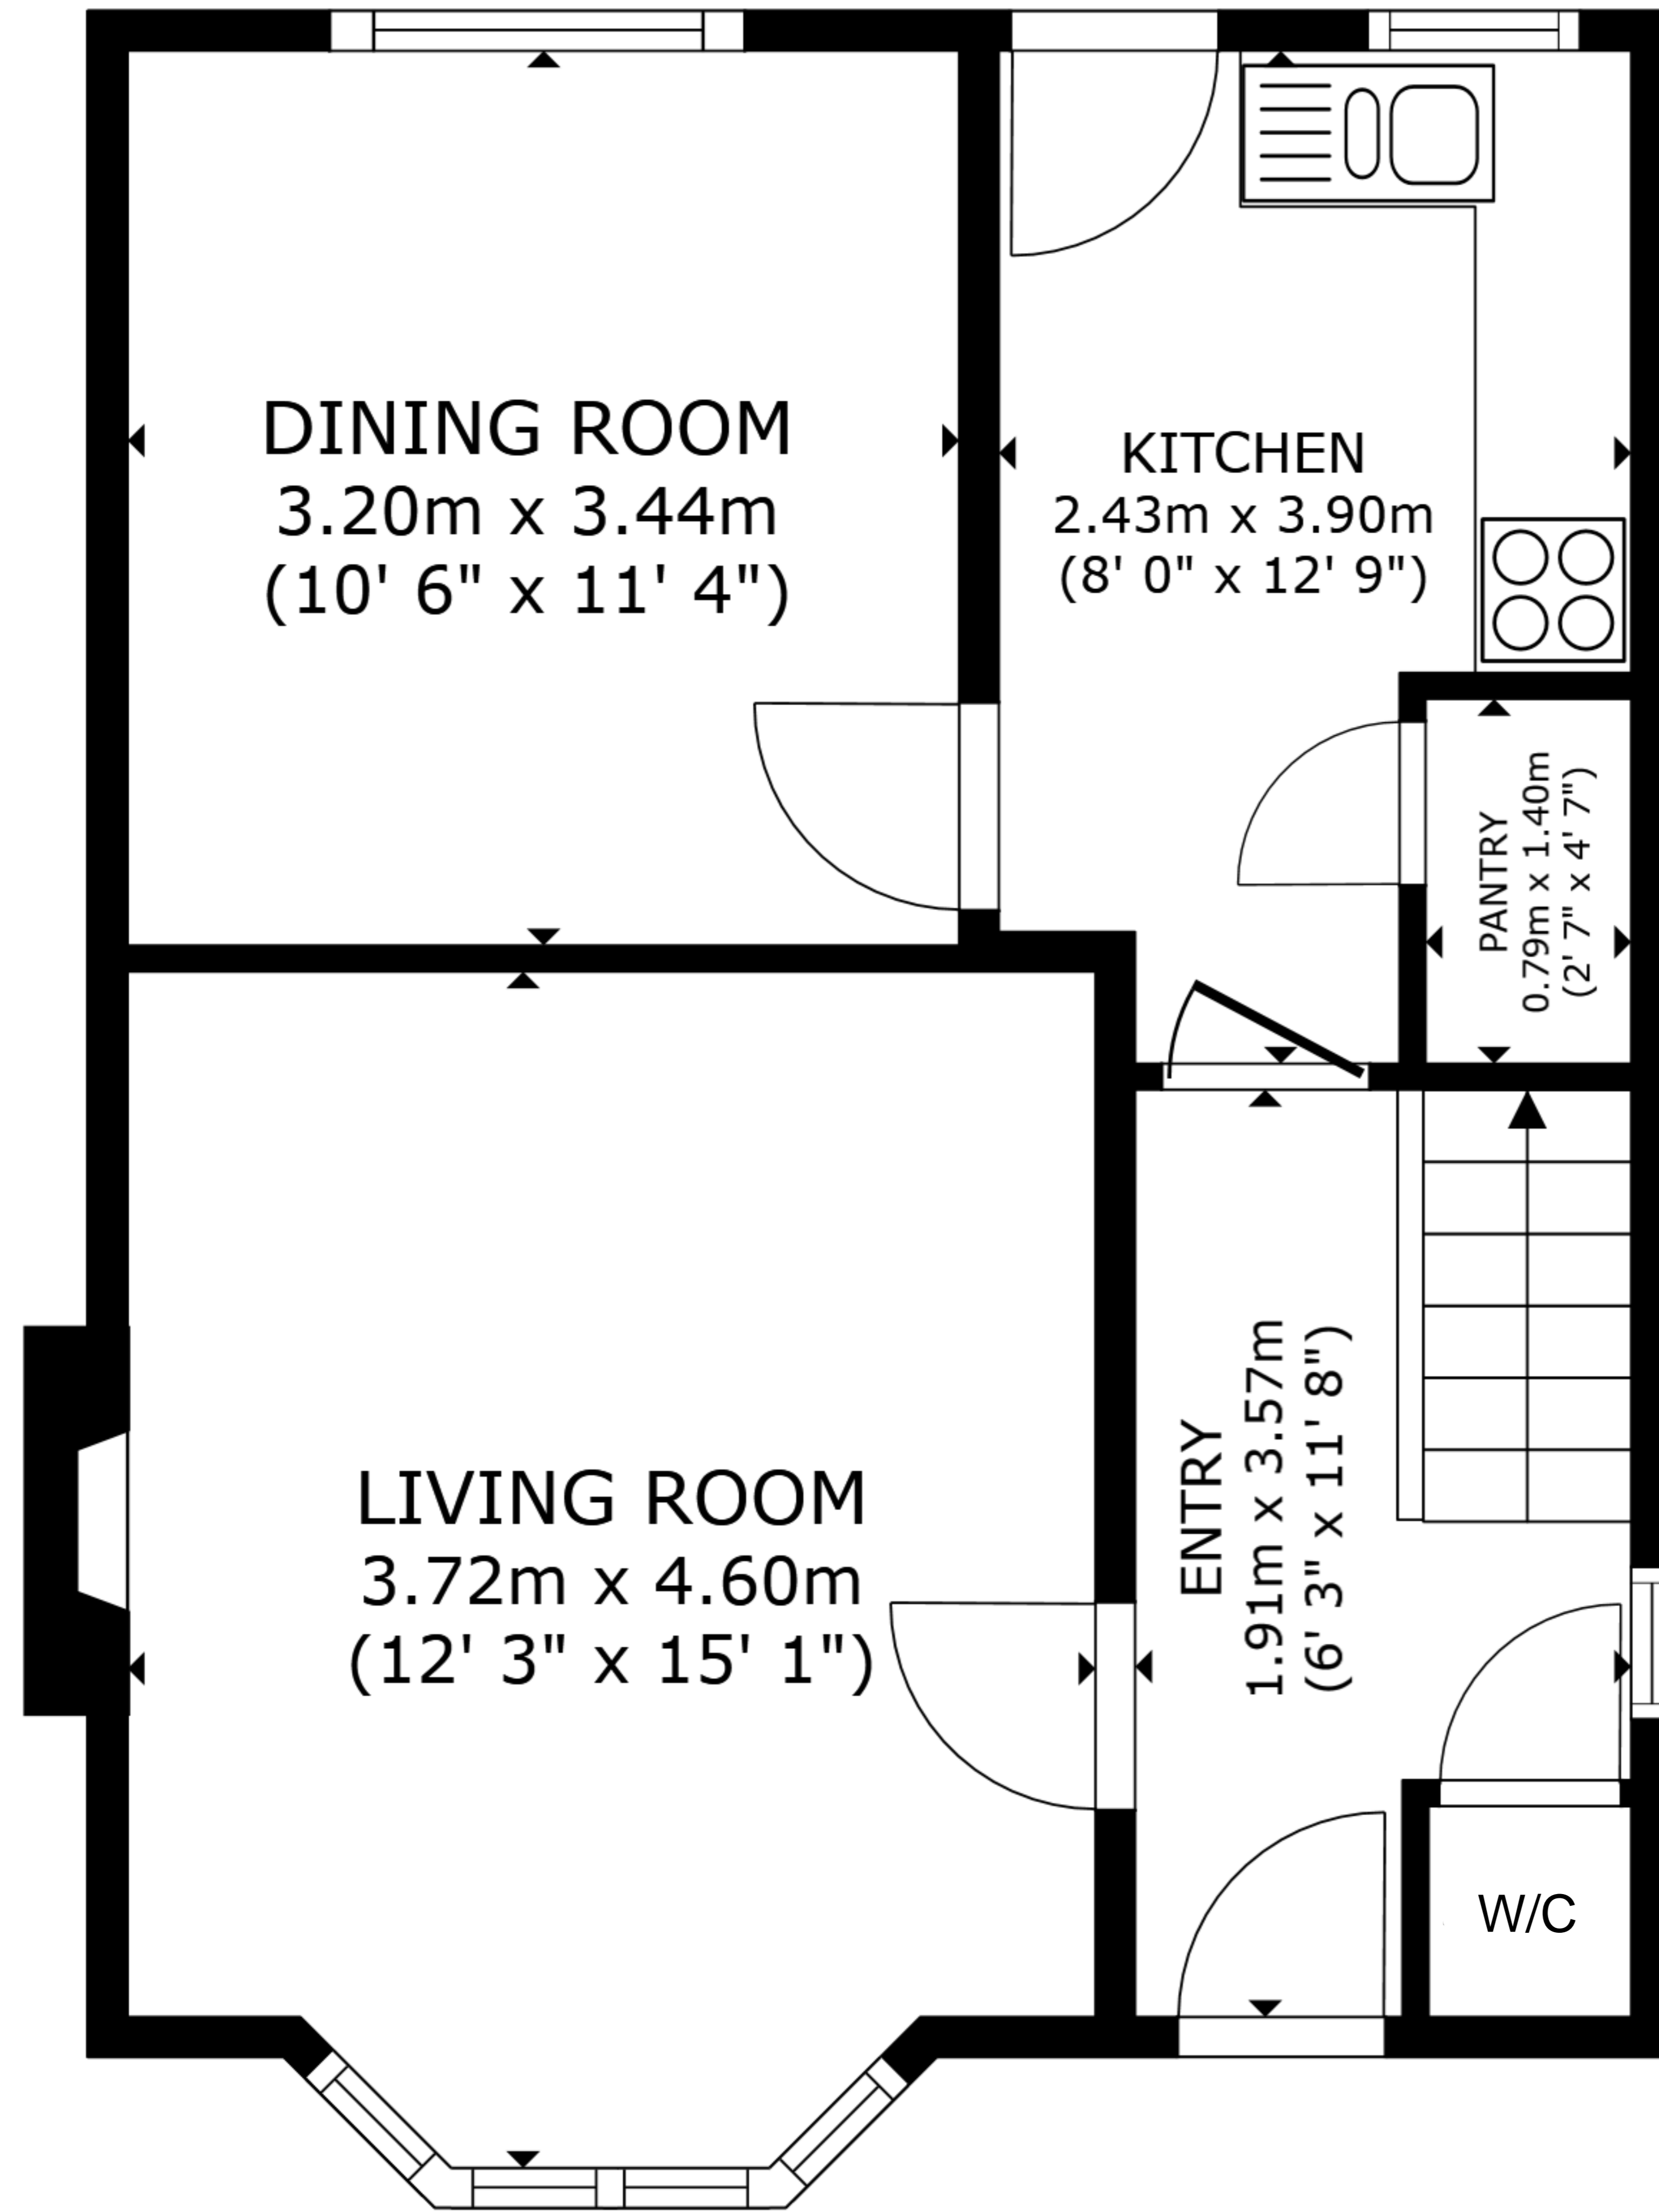 DINING ROOM
3.20m x 3.44m
(10' 6" x 11' 4")
KITCHEN
2.43m x 3.90m
(8' 0" x 12' 9")
PANTRY
0.79m x 1.40m
(2' 7" x 4' 7")
LIVING ROOM
3.72m x 4.60m
(12' 3" x 15' 1")
ENTRY
1.91m x 3.57m
(6' 3" x 11' 8")
W/C